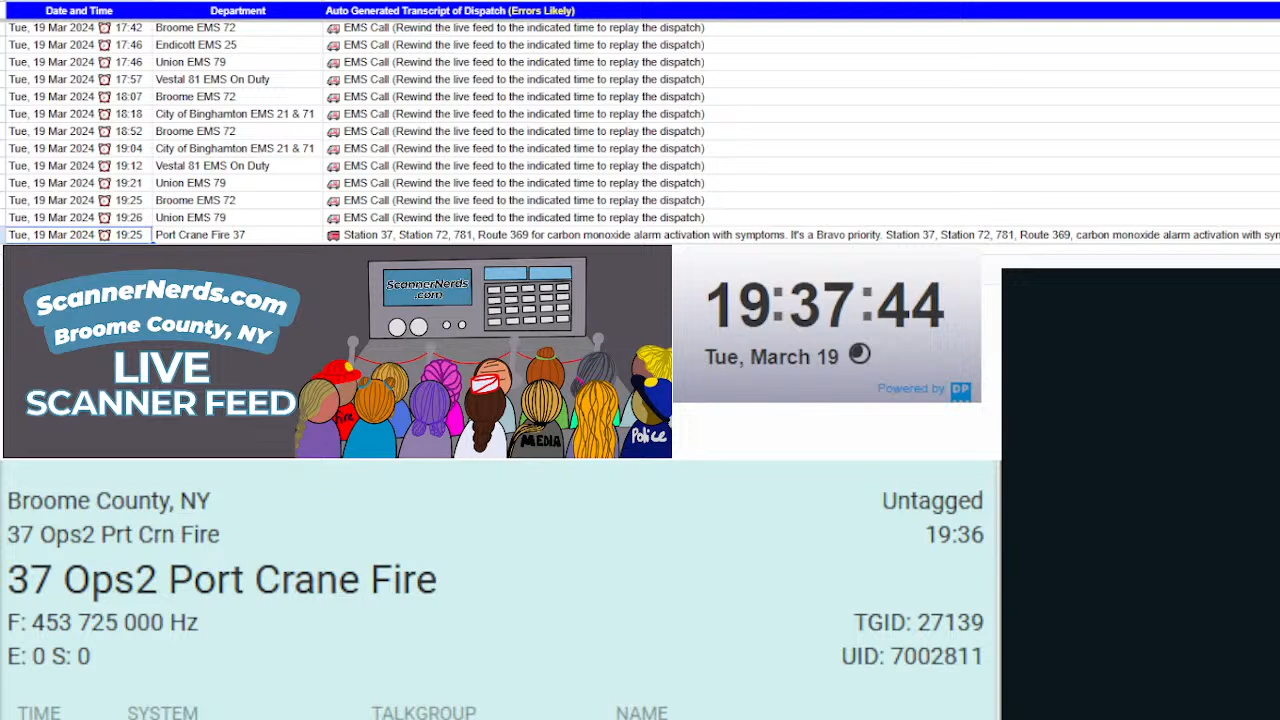 Date and Time Department Auto Generated Transcript of Dispatch (Errors Likely)
Tue, 19 Mar 2024 ⏰ 17:42 Broome EMS 72 🚑 EMS Call (Rewind the live feed to the indicated time to replay the dispatch)
Tue, 19 Mar 2024 ⏰ 17:46 Endicott EMS 25 🚑 EMS Call (Rewind the live feed to the indicated time to replay the dispatch)
Tue, 19 Mar 2024 ⏰ 17:46 Union EMS 79 🚑 EMS Call (Rewind the live feed to the indicated time to replay the dispatch)
Tue, 19 Mar 2024 ⏰ 17:57 Vestal 81 EMS On Duty 🚑 EMS Call (Rewind the live feed to the indicated time to replay the dispatch)
Tue, 19 Mar 2024 ⏰ 18:07 Broome EMS 72 🚑 EMS Call (Rewind the live feed to the indicated time to replay the dispatch)
Tue, 19 Mar 2024 ⏰ 18:18 City of Binghamton EMS 21 & 71 🚑 EMS Call (Rewind the live feed to the indicated time to replay the dispatch)
Tue, 19 Mar 2024 ⏰ 18:52 Broome EMS 72 🚑 EMS Call (Rewind the live feed to the indicated time to replay the dispatch)
Tue, 19 Mar 2024 ⏰ 19:04 City of Binghamton EMS 21 & 71 🚑 EMS Call (Rewind the live feed to the indicated time to replay the dispatch)
Tue, 19 Mar 2024 ⏰ 19:12 Vestal 81 EMS On Duty 🚑 EMS Call (Rewind the live feed to the indicated time to replay the dispatch)
Tue, 19 Mar 2024 ⏰ 19:21 Union EMS 79 🚑 EMS Call (Rewind the live feed to the indicated time to replay the dispatch)
Tue, 19 Mar 2024 ⏰ 19:25 Broome EMS 72 🚑 EMS Call (Rewind the live feed to the indicated time to replay the dispatch)
Tue, 19 Mar 2024 ⏰ 19:26 Union EMS 79 🚑 EMS Call (Rewind the live feed to the indicated time to replay the dispatch)
Tue, 19 Mar 2024 ⏰ 19:25 Port Crane Fire 37 🚒 Station 37, Station 72, 781, Route 369 for carbon monoxide alarm activation with symptoms. It's a Bravo priority. Station 37, Station 72, 781, Route 369, carbon monoxide alarm activation with sym
ScannerNerds.com
Broome County, NY
LIVE
SCANNER FEED
ScannerNerds
.com
Fire
MEDIA
Police
19:37:44
Tue, March 19
Powered by DP
Broome County, NY Untagged
37 Ops2 Prt Crn Fire 19:36
37 Ops2 Port Crane Fire
F: 453 725 000 Hz TGID: 27139
E: 0 S: 0 UID: 7002811
TIME SYSTEM TALKGROUP NAME